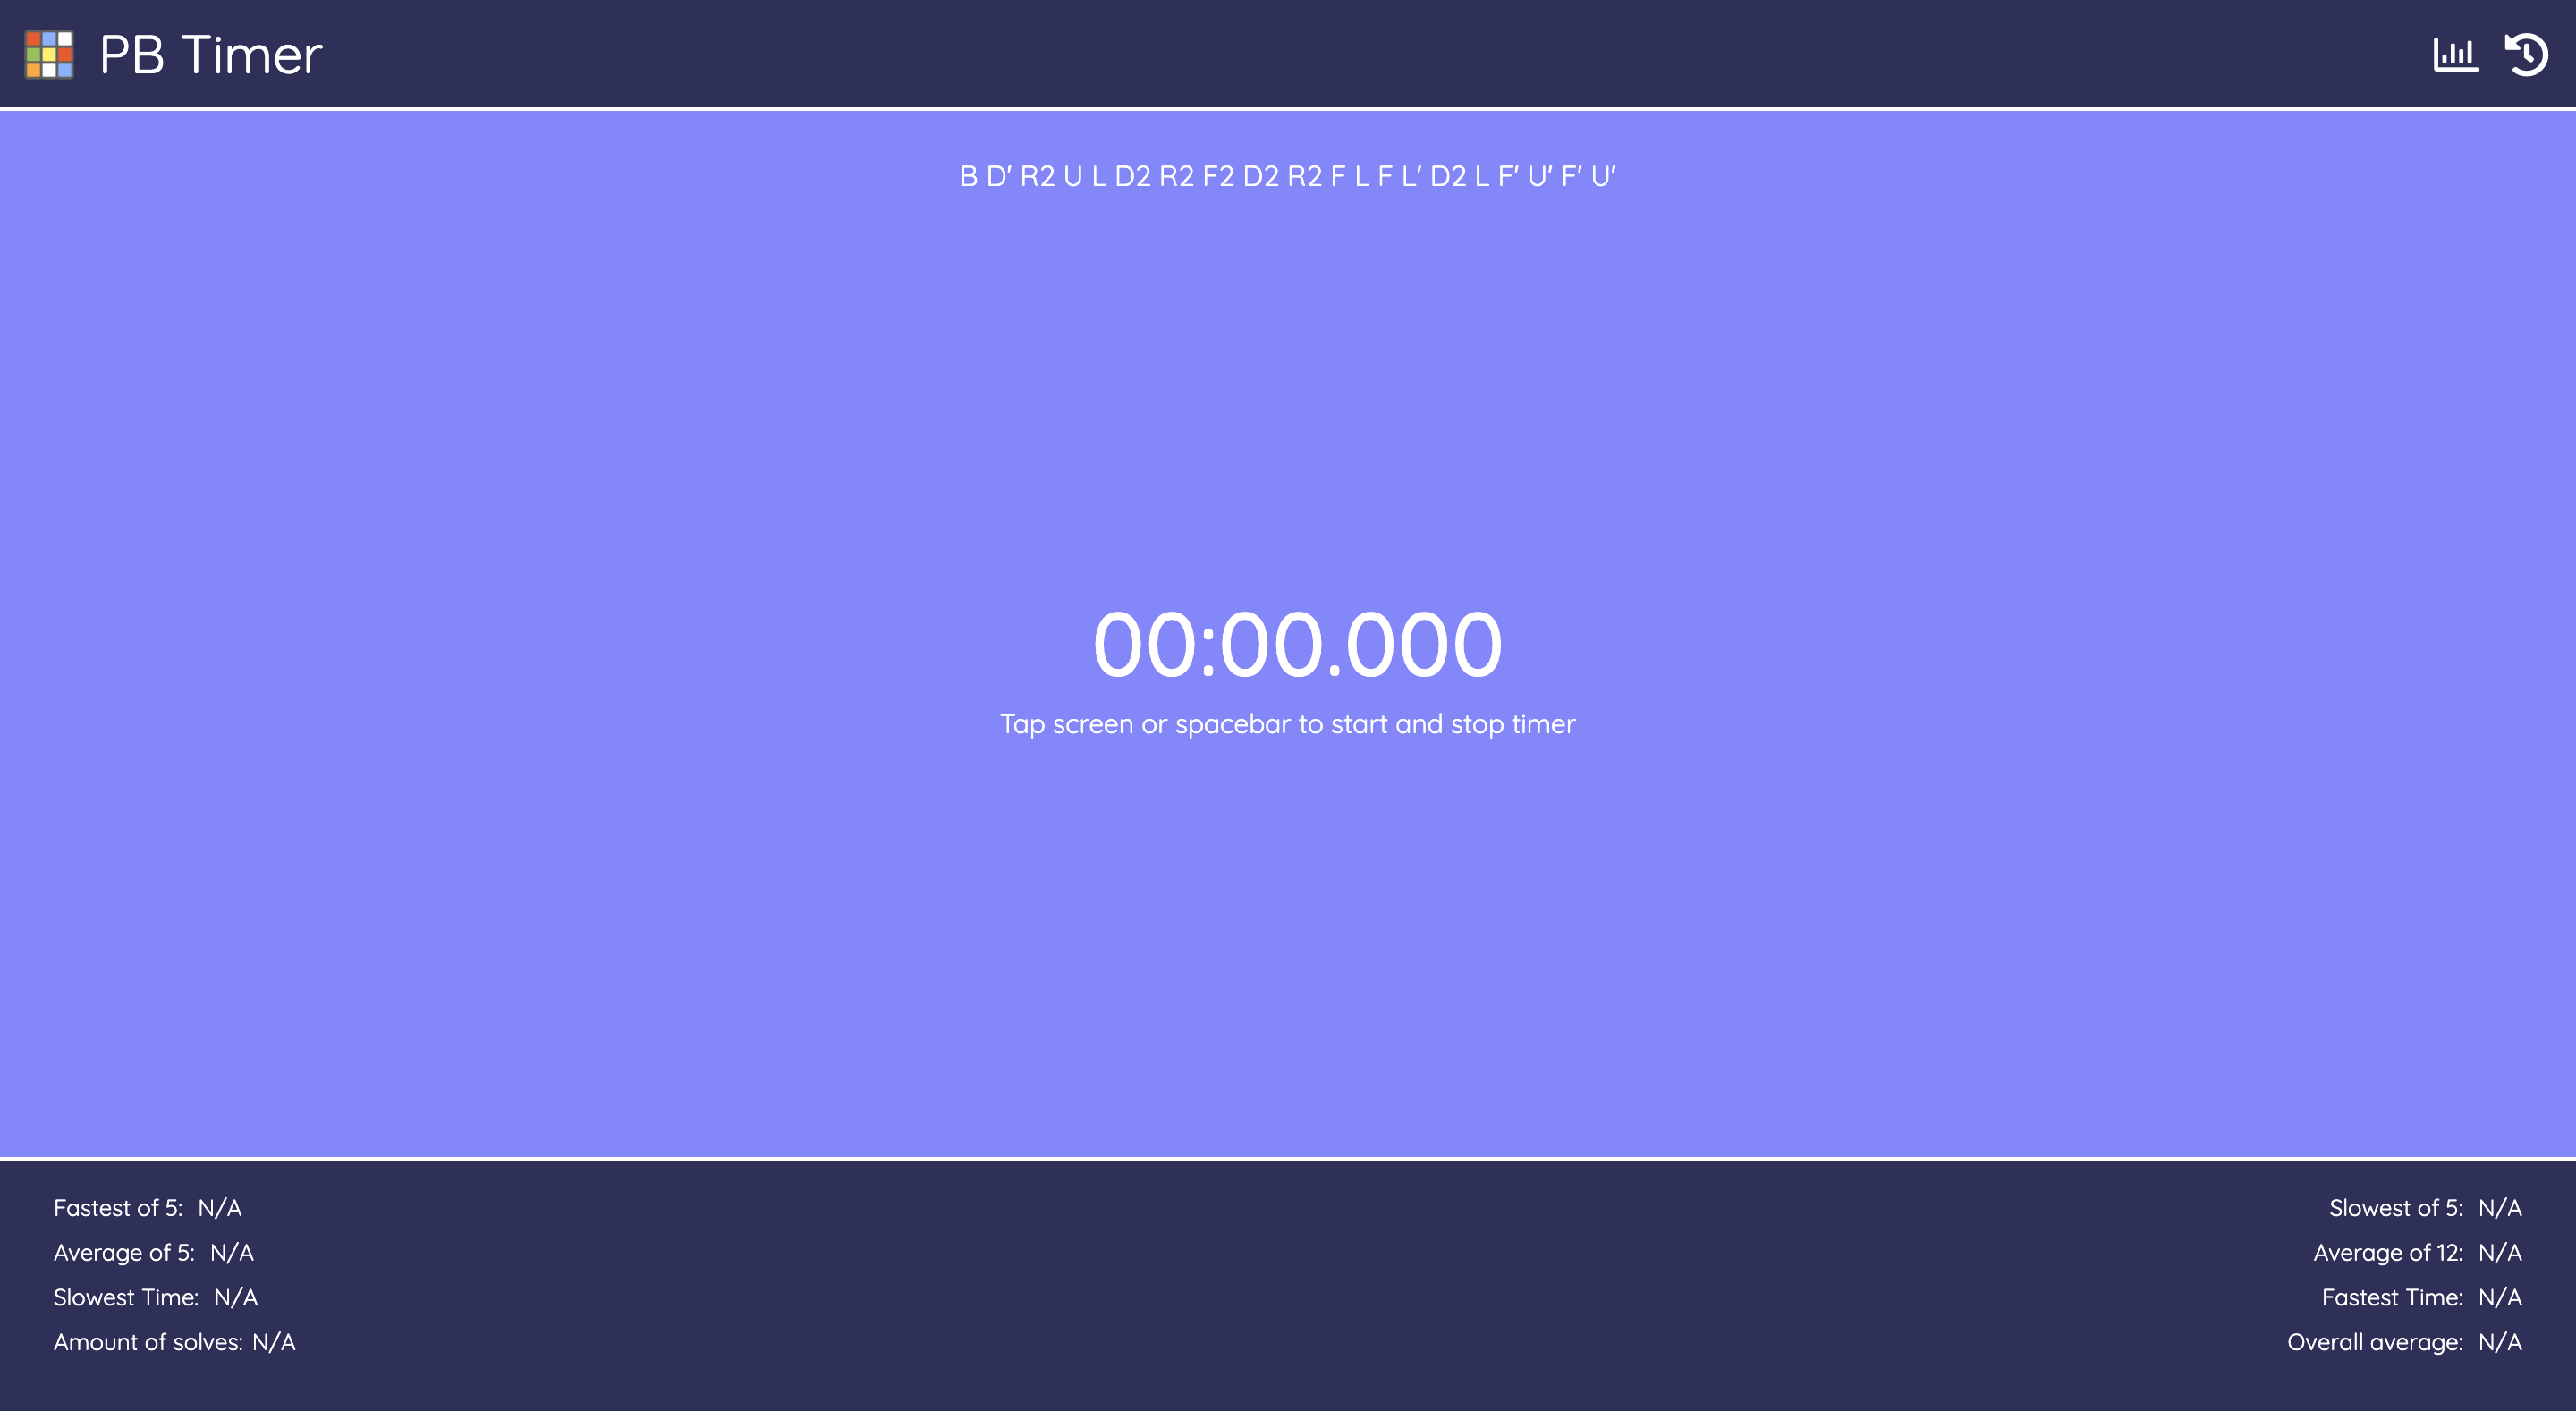 PB Timer
B D' R2 U L D2 R2 F2 D2 R2 F L F L' D2 L F' U' F' U'
00:00.000
Tap screen or spacebar to start and stop timer
Fastest of 5: N/A
Average of 5: N/A
Slowest Time: N/A
Amount of solves: N/A
Slowest of 5: N/A
Average of 12: N/A
Fastest Time: N/A
Overall average: N/A